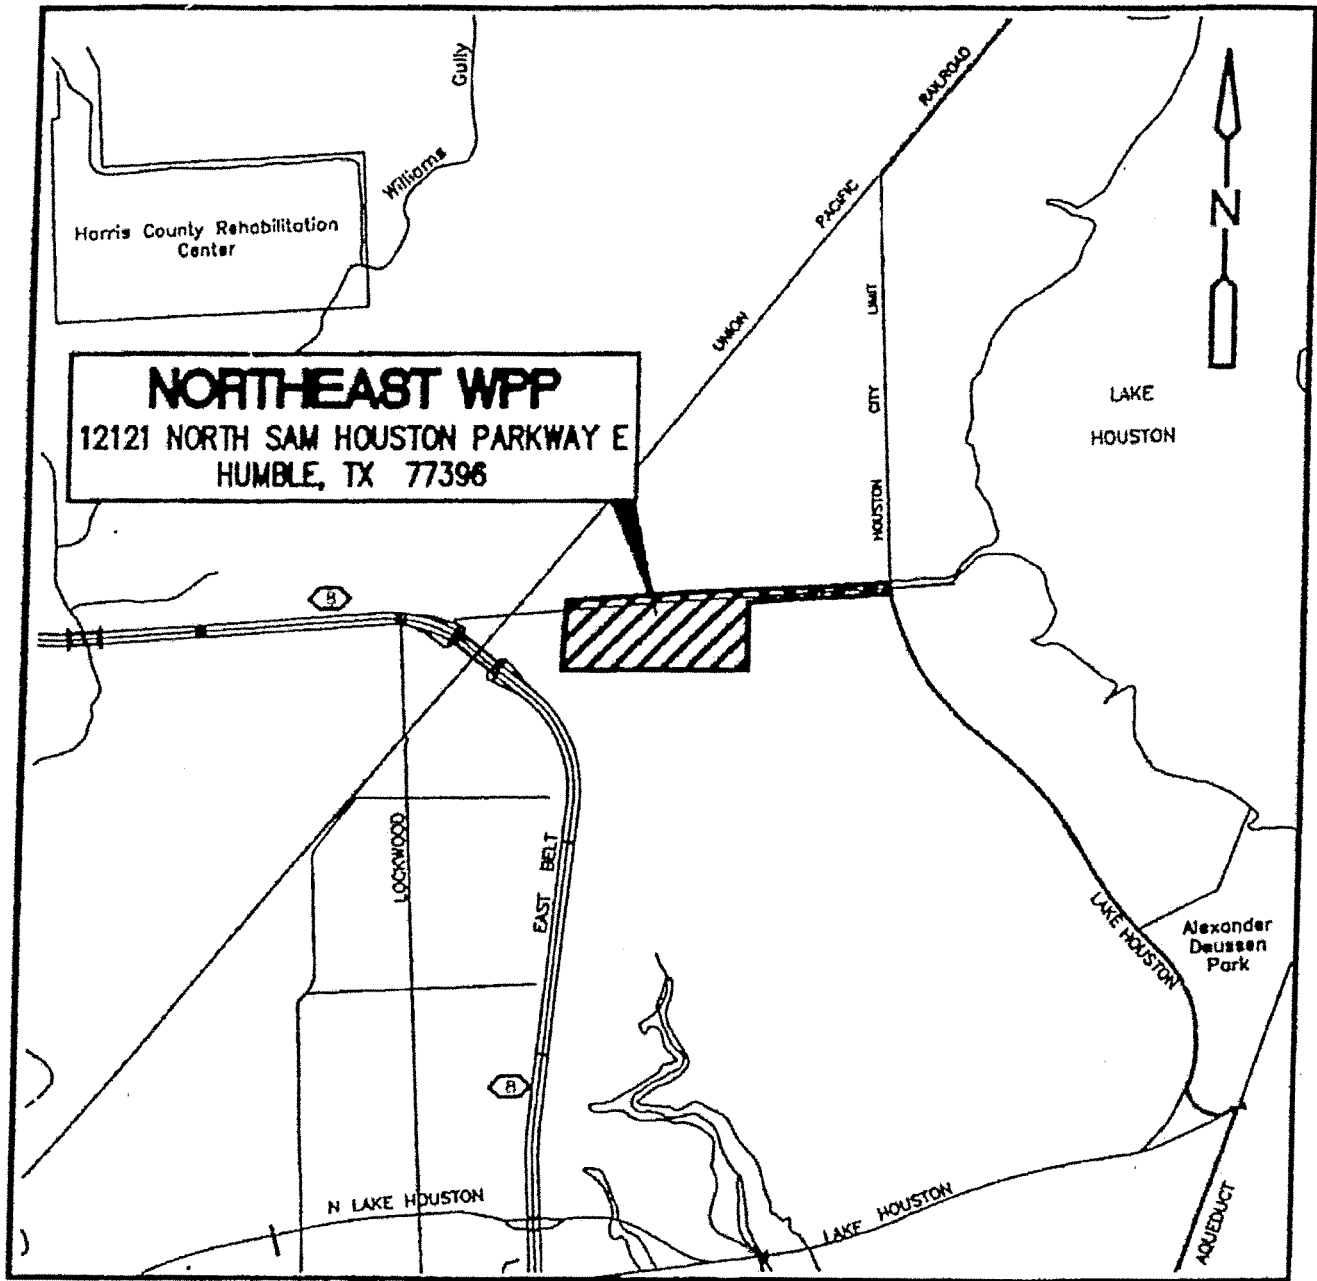 Gully
Williams
RAILROAD
PACIFIC
UNION
N
Harris County Rehabilitation
Center
LIMIT
CITY
HOUSTON
LAKE
HOUSTON
NORTHEAST WPP
12121 NORTH SAM HOUSTON PARKWAY E
HUMBLE, TX 77396
8
LOCKWOOD
EAST BELT
LAKE HOUSTON
Alexander
Deussen
Park
8
N LAKE HOUSTON
LAKE HOUSTON
AQUEDUCT